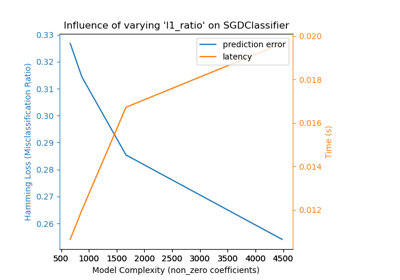 Influence of varying 'l1_ratio' on SGDClassifier
prediction error
latency
Hamming Loss (Misclassification Ratio)
0.33
0.32
0.31
0.30
0.29
0.28
0.27
0.26
0.020
0.018
0.016
0.014
0.012
Time (s)
500 1000 1500 2000 2500 3000 3500 4000 4500
Model Complexity (non_zero coefficients)